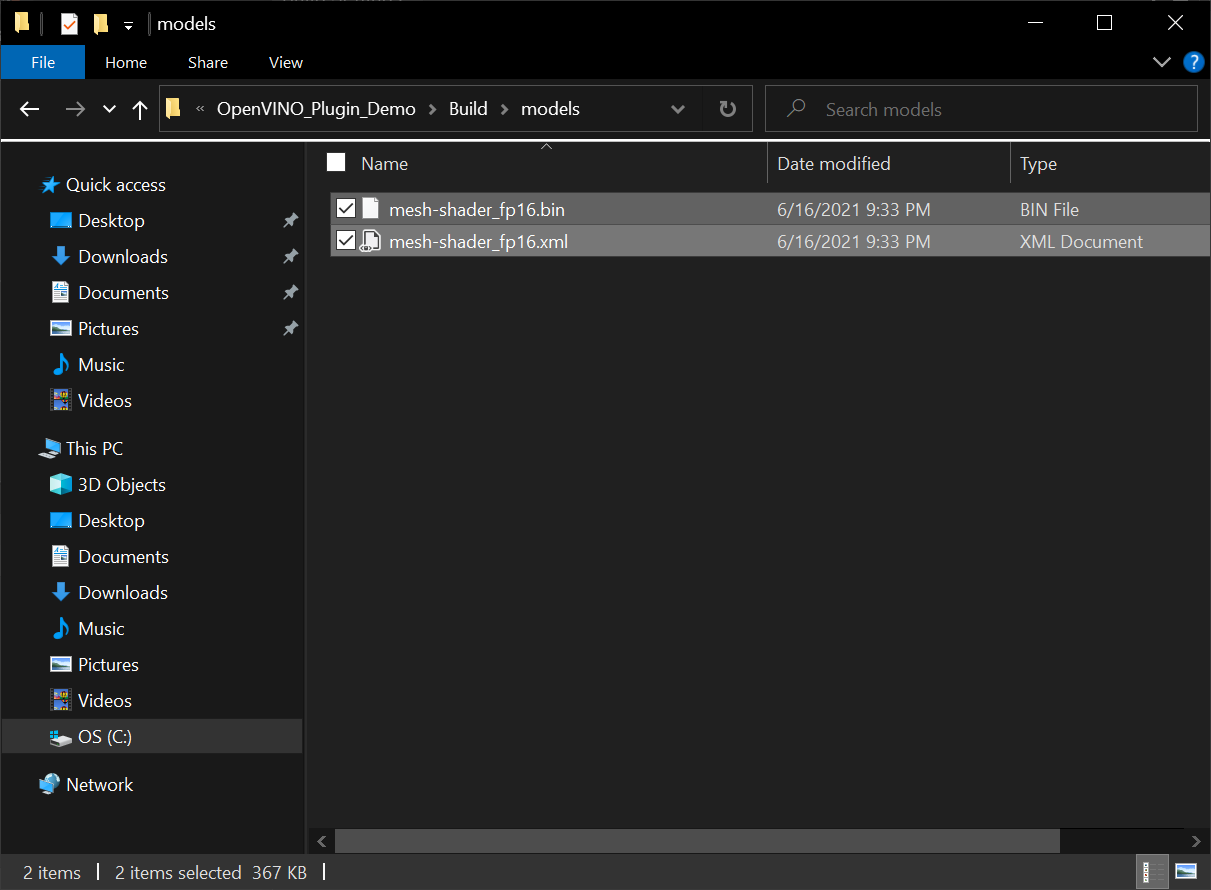 models
File Home Share View ?
« OpenVINO_Plugin_Demo > Build > models Search models
Name Date modified Type
mesh-shader_fp16.bin 6/16/2021 9:33 PM BIN File
mesh-shader_fp16.xml 6/16/2021 9:33 PM XML Document
Quick access
Desktop
Downloads
Documents
Pictures
Music
Videos
This PC
3D Objects
Desktop
Documents
Downloads
Music
Pictures
Videos
OS (C:)
Network
2 items 2 items selected 367 KB